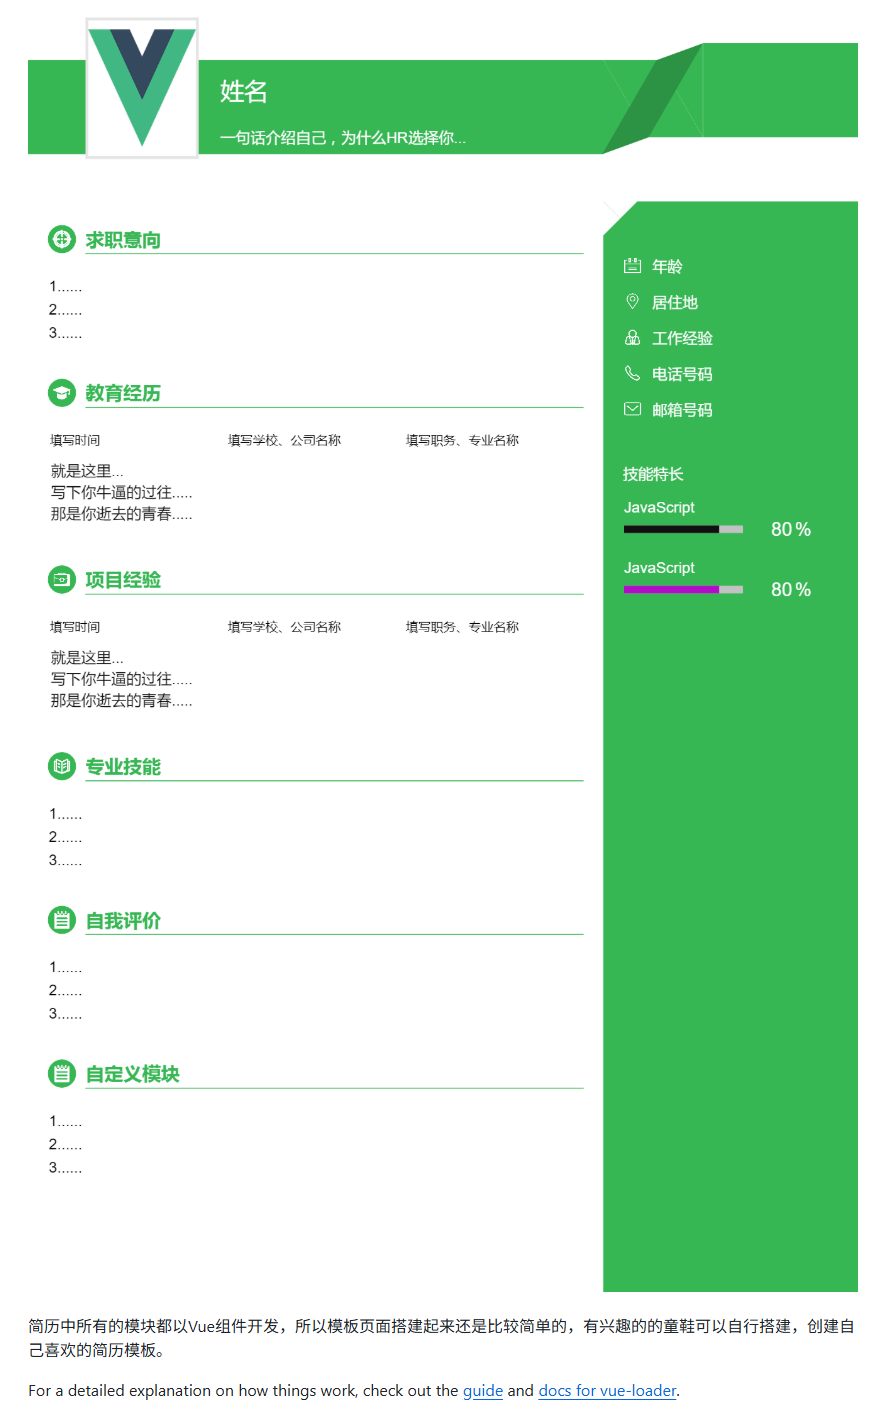 姓名
一句话介绍自己，为什么HR选择你...
求职意向
1......
2......
3......
教育经历
填写时间 填写学校、公司名称 填写职务、专业名称
就是这里...
写下你牛逼的过往.....
那是你逝去的青春.....
项目经验
填写时间 填写学校、公司名称 填写职务、专业名称
就是这里...
写下你牛逼的过往.....
那是你逝去的青春.....
专业技能
1......
2......
3......
自我评价
1......
2......
3......
自定义模块
1......
2......
3......
年龄
居住地
工作经验
电话号码
邮箱号码
技能特长
JavaScript
80%
JavaScript
80%
简历中所有的模块都以Vue组件开发，所以模板页面搭建起来还是比较简单的，有兴趣的的童鞋可以自行搭建，创建自
己喜欢的简历模板。
For a detailed explanation on how things work, check out the guide and docs for vue-loader.